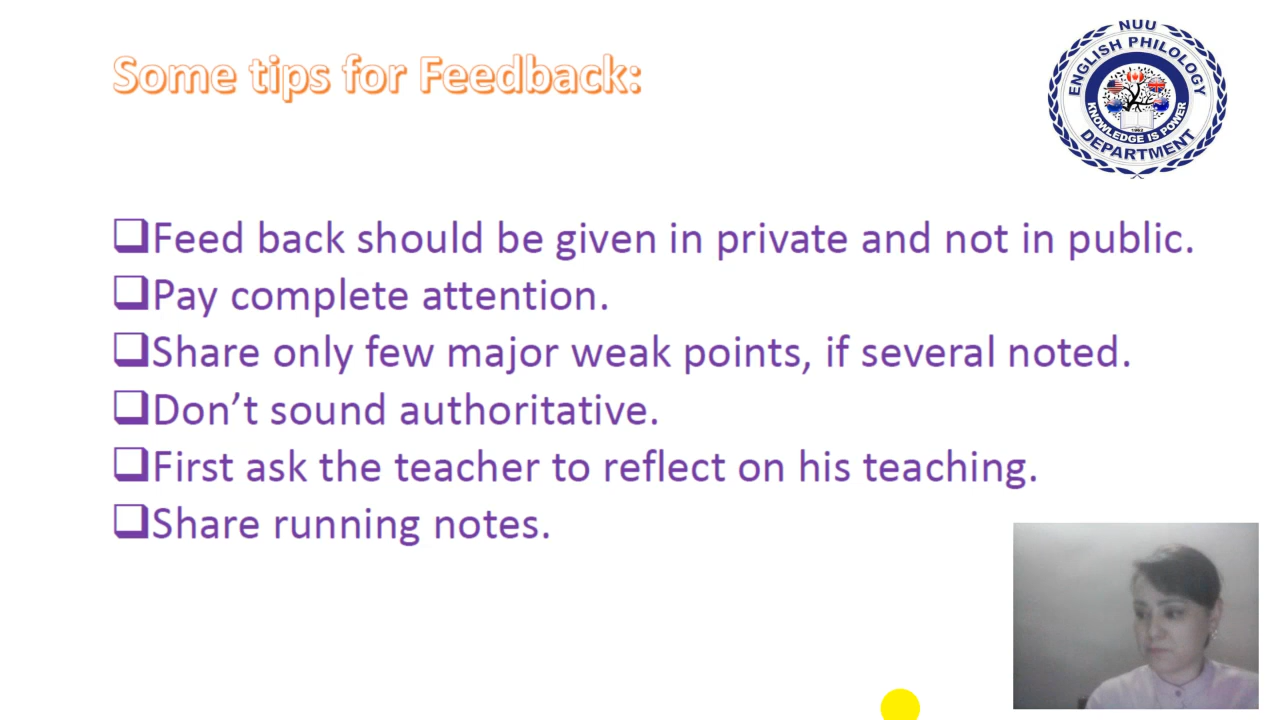 Some tips for Feedback:
NUU
ENGLISH PHILOLOGY
KNOWLEDGE IS POWER
1962
DEPARTMENT
❑Feed back should be given in private and not in public.
❑Pay complete attention.
❑Share only few major weak points, if several noted.
❑Don’t sound authoritative.
❑First ask the teacher to reflect on his teaching.
❑Share running notes.